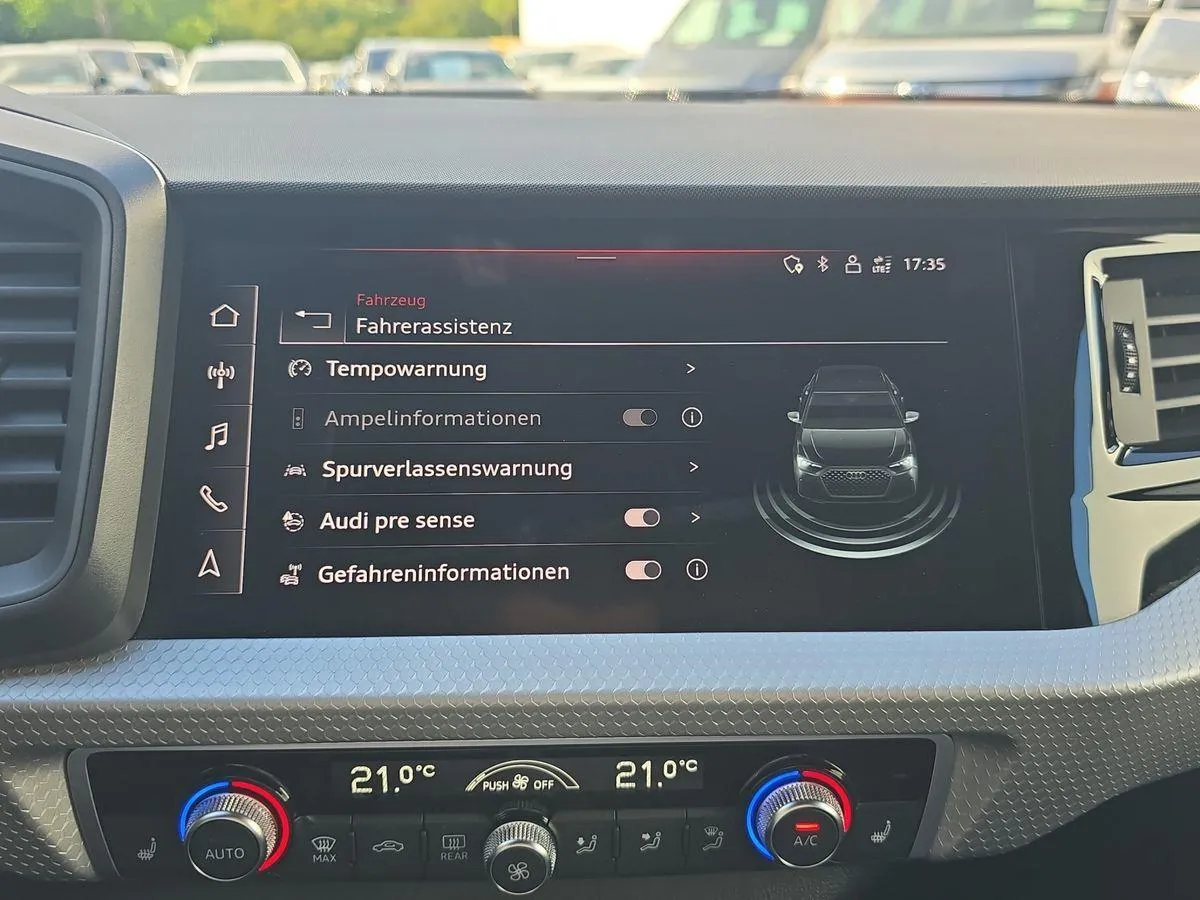 LTE 17:35
Fahrzeug
Fahrerassistenz
Tempowarnung
Ampelinformationen
Spurverlassenswarnung
Audi pre sense
Gefahreninformationen
21.0°C PUSH OFF 21.0°C
AUTO MAX REAR A/C